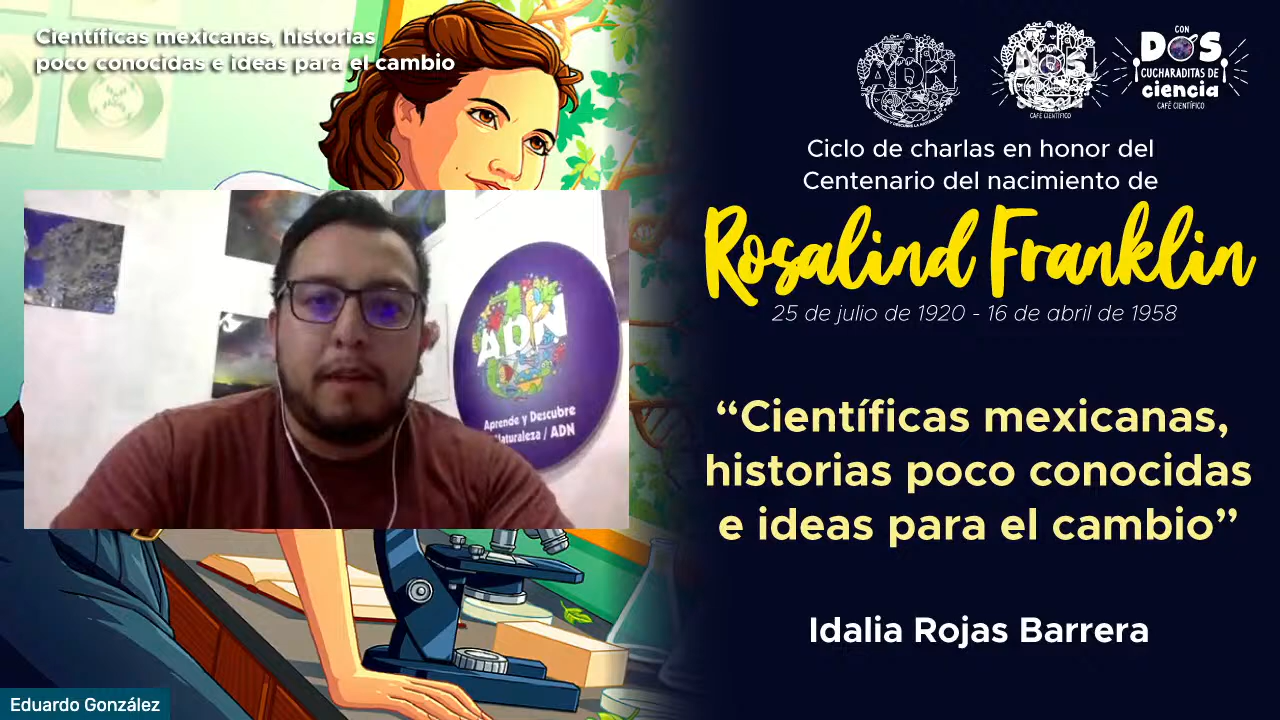 Científicas mexicanas, historias
poco conocidas e ideas para el cambio
ADN
CAFÉ CIENTÍFICO
CON
DOS
CUCHARADITAS DE
ciencia
CAFÉ CIENTÍFICO
Ciclo de charlas en honor del
Centenario del nacimiento de
Rosalind Franklin
25 de julio de 1920 - 16 de abril de 1958
ADN
Aprende y Descubre
Naturaleza / ADN
“Científicas mexicanas,
historias poco conocidas
e ideas para el cambio”
Idalia Rojas Barrera
Eduardo González